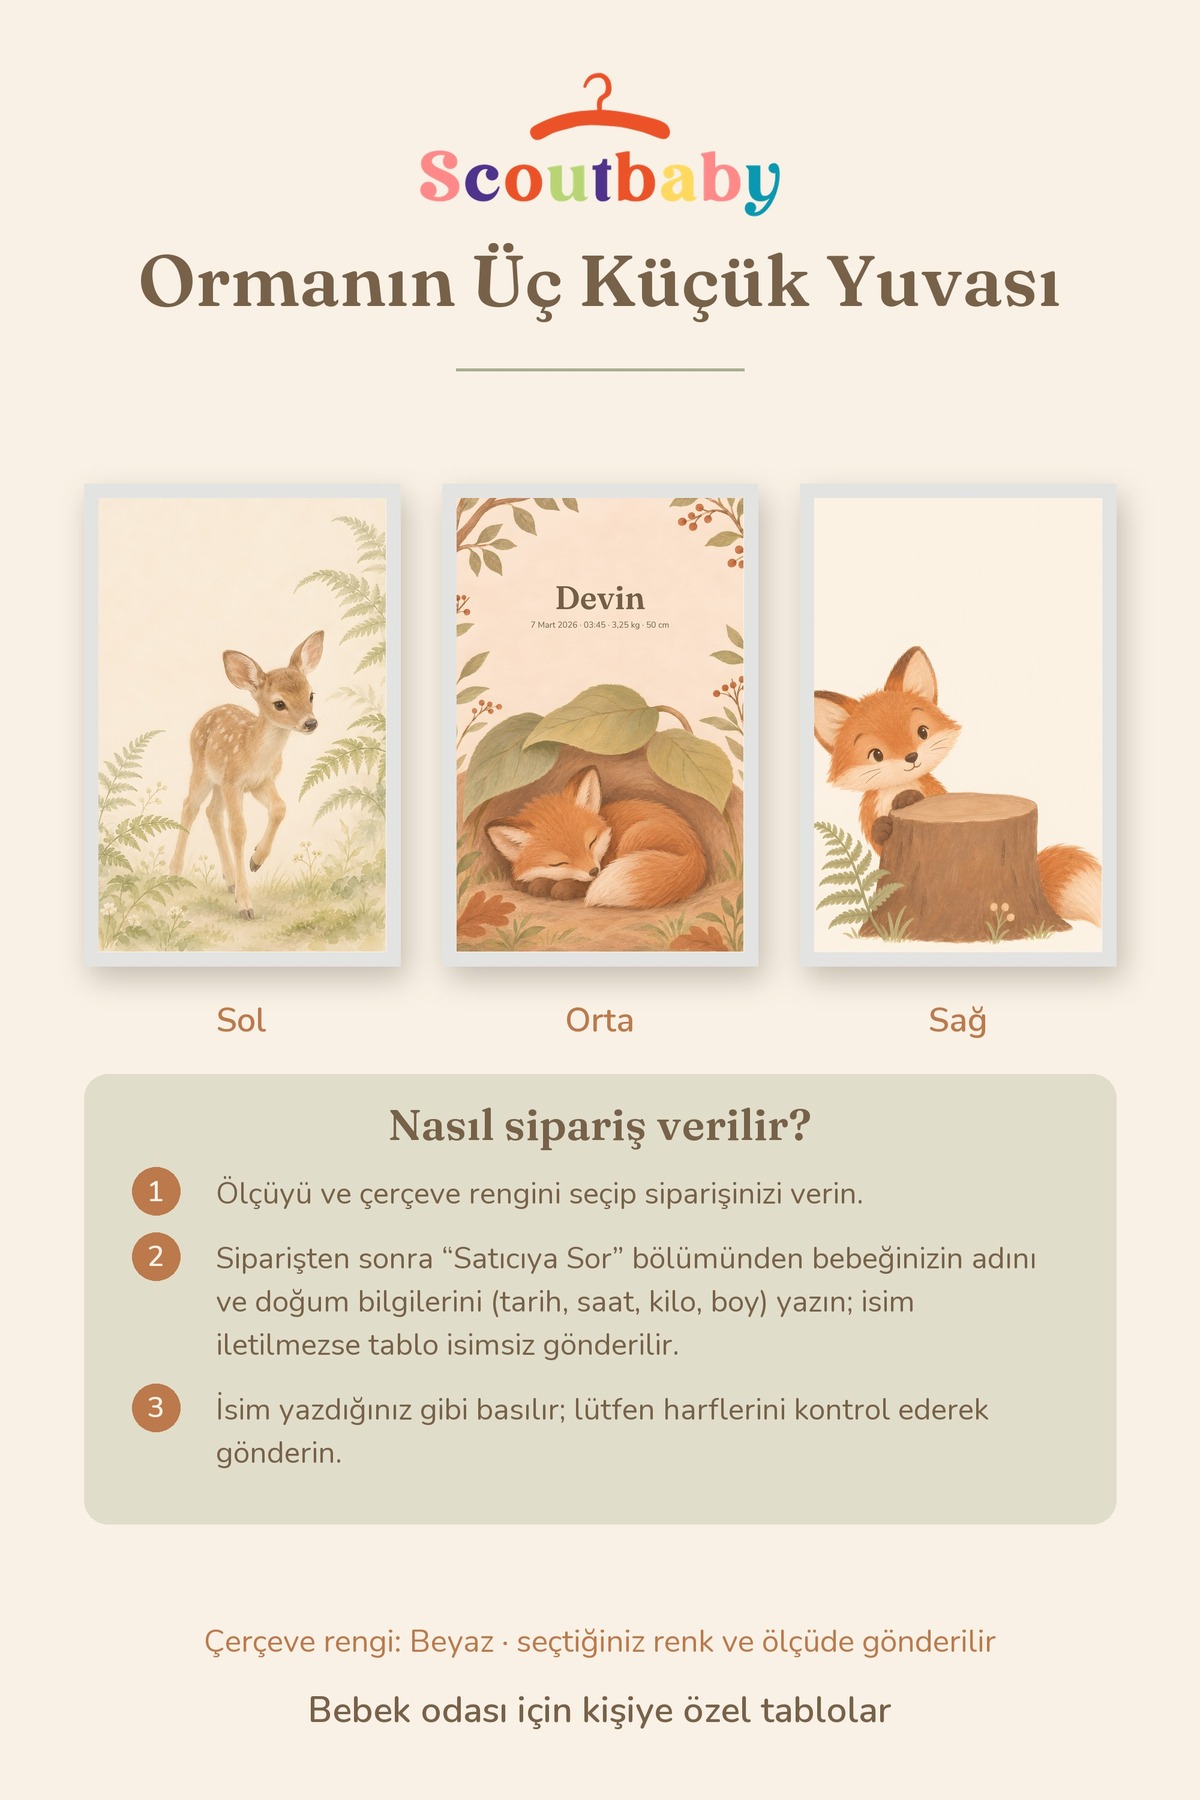 Scoutbaby
Ormanın Üç Küçük Yuvası
Devin
7 Mart 2026 · 03:45 · 3,25 kg · 50 cm
Sol
Orta
Sağ
Nasıl sipariş verilir?
1 Ölçüyü ve çerçeve rengini seçip siparişinizi verin.
2 Siparişten sonra “Satıcıya Sor” bölümünden bebeğinizin adını
ve doğum bilgilerini (tarih, saat, kilo, boy) yazın; isim
iletilmezse tablo isimsiz gönderilir.
3 İsim yazdığınız gibi basılır; lütfen harflerini kontrol ederek
gönderin.
Çerçeve rengi: Beyaz · seçtiğiniz renk ve ölçüde gönderilir
Bebek odası için kişiye özel tablolar